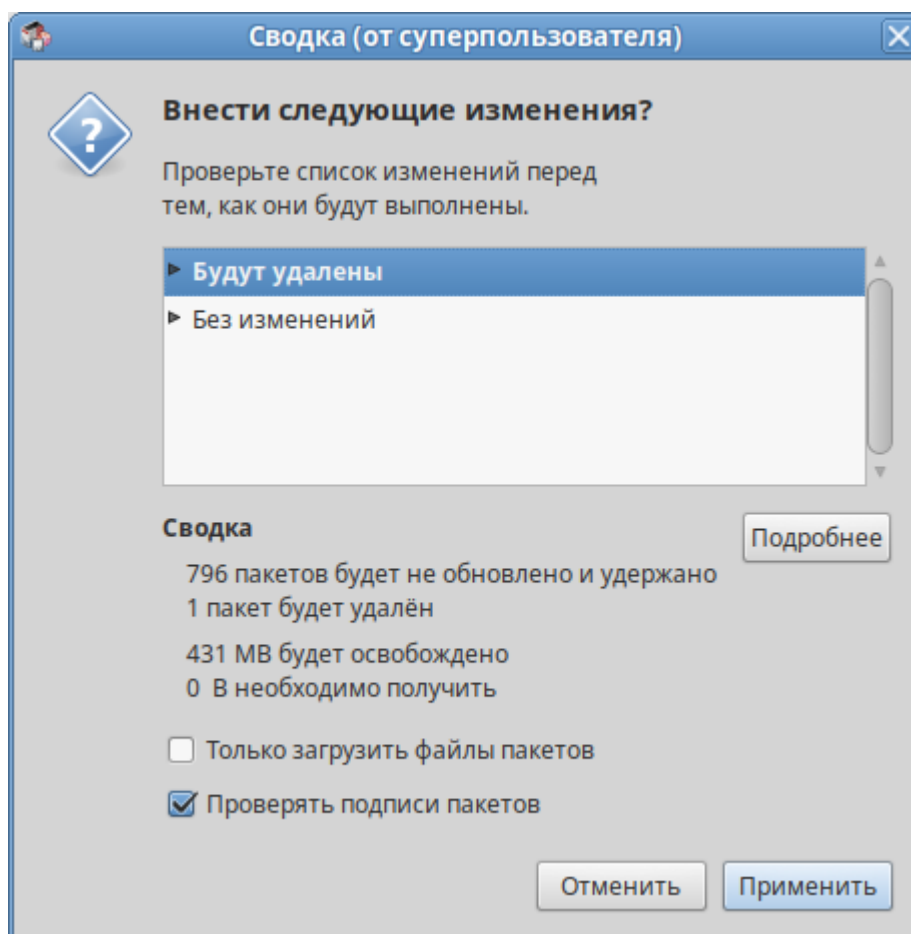 Сводка (от суперпользователя)
Внести следующие изменения?
Проверьте список изменений перед
тем, как они будут выполнены.
Будут удалены
Без изменений
Сводка
Подробнее
796 пакетов будет не обновлено и удержано
1 пакет будет удалён
431 MB будет освобождено
0 B необходимо получить
Только загрузить файлы пакетов
Проверять подписи пакетов
Отменить
Применить